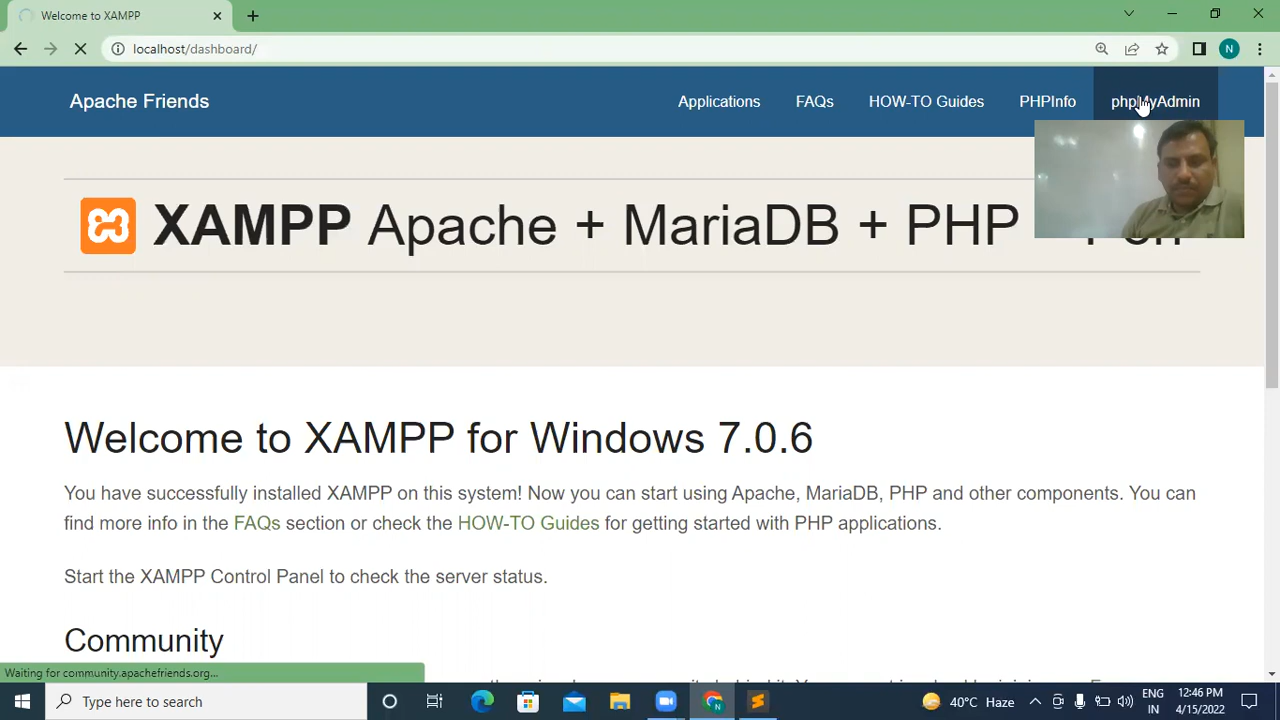 Welcome to XAMPP
localhost/dashboard/
N
Apache Friends
Applications
FAQs
HOW-TO Guides
PHPInfo
phpMyAdmin
XAMPP Apache + MariaDB + PHP
Welcome to XAMPP for Windows 7.0.6
You have successfully installed XAMPP on this system! Now you can start using Apache, MariaDB, PHP and other components. You can
find more info in the FAQs section or check the HOW-TO Guides for getting started with PHP applications.
Start the XAMPP Control Panel to check the server status.
Community
Waiting for community.apachefriends.org...
Type here to search
40°C Haze
ENG
IN
12:46 PM
4/15/2022